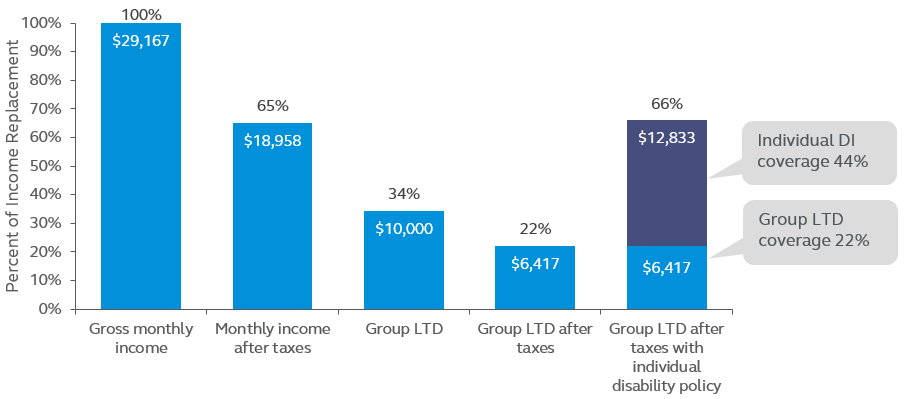 Percent of Income Replacement
100%
90%
80%
70%
60%
50%
40%
30%
20%
10%
0%
100%
$29,167
65%
$18,958
34%
$10,000
22%
$6,417
66%
$12,833
$6,417
Individual DI
coverage 44%
Group LTD
coverage 22%
Gross monthly
income
Monthly income
after taxes
Group LTD
Group LTD after
taxes
Group LTD after
taxes with
individual
disability policy